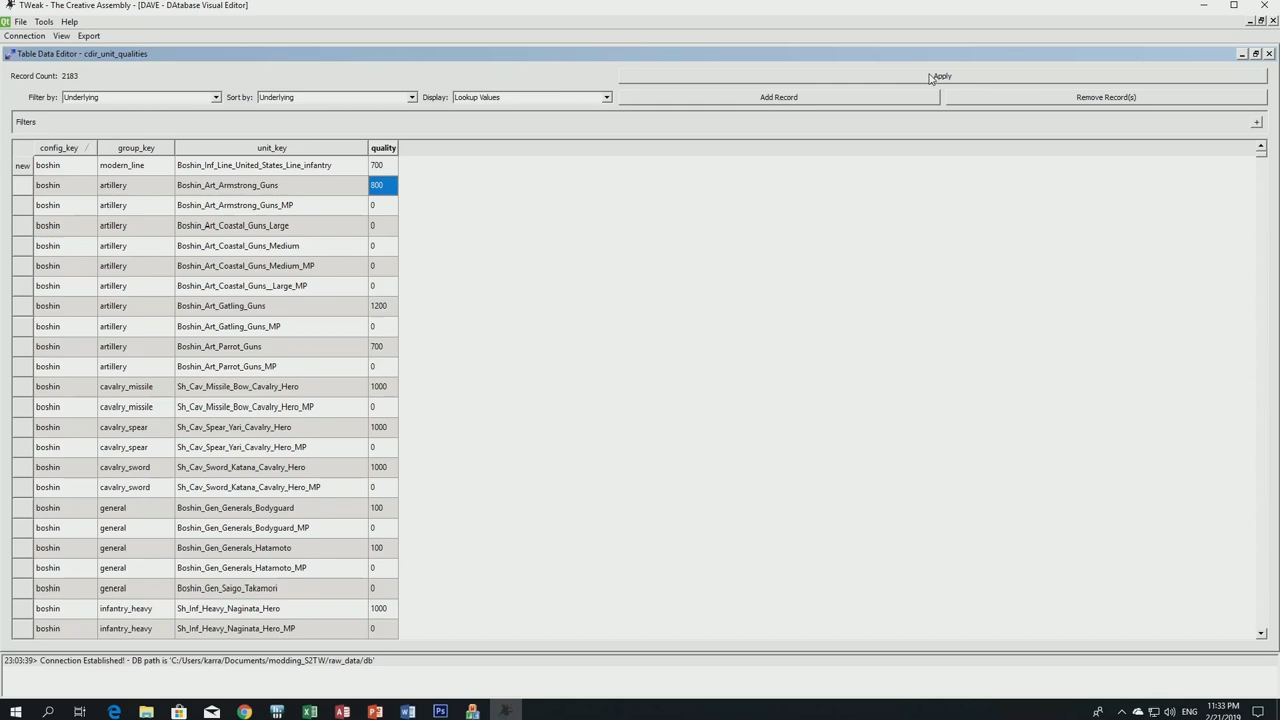 TWeak - The Creative Assembly - [DAVE - DAtabase Visual Editor]
File Tools Help
Connection View Export
Table Data Editor - cdir_unit_qualities
Record Count: 2183 Apply
Filter by: Underlying Sort by: Underlying Display: Lookup Values Add Record Remove Record(s)
Filters +
config_key group_key unit_key quality
new boshin modern_line Boshin_Inf_Line_United_States_Line_infantry 700
boshin artillery Boshin_Art_Armstrong_Guns 800
boshin artillery Boshin_Art_Armstrong_Guns_MP 0
boshin artillery Boshin_Art_Coastal_Guns_Large 0
boshin artillery Boshin_Art_Coastal_Guns_Medium 0
boshin artillery Boshin_Art_Coastal_Guns_Medium_MP 0
boshin artillery Boshin_Art_Coastal_Guns__Large_MP 0
boshin artillery Boshin_Art_Gatling_Guns 1200
boshin artillery Boshin_Art_Gatling_Guns_MP 0
boshin artillery Boshin_Art_Parrot_Guns 700
boshin artillery Boshin_Art_Parrot_Guns_MP 0
boshin cavalry_missile Sh_Cav_Missile_Bow_Cavalry_Hero 1000
boshin cavalry_missile Sh_Cav_Missile_Bow_Cavalry_Hero_MP 0
boshin cavalry_spear Sh_Cav_Spear_Yari_Cavalry_Hero 1000
boshin cavalry_spear Sh_Cav_Spear_Yari_Cavalry_Hero_MP 0
boshin cavalry_sword Sh_Cav_Sword_Katana_Cavalry_Hero 1000
boshin cavalry_sword Sh_Cav_Sword_Katana_Cavalry_Hero_MP 0
boshin general Boshin_Gen_Generals_Bodyguard 100
boshin general Boshin_Gen_Generals_Bodyguard_MP 0
boshin general Boshin_Gen_Generals_Hatamoto 100
boshin general Boshin_Gen_Generals_Hatamoto_MP 0
boshin general Boshin_Gen_Saigo_Takamori 0
boshin infantry_heavy Sh_Inf_Heavy_Naginata_Hero 1000
boshin infantry_heavy Sh_Inf_Heavy_Naginata_Hero_MP 0
23:03:39> Connection Established! - DB path is 'C:/Users/karra/Documents/modding_S2TW/raw_data/db'
ENG 11:33 PM
2/21/2019